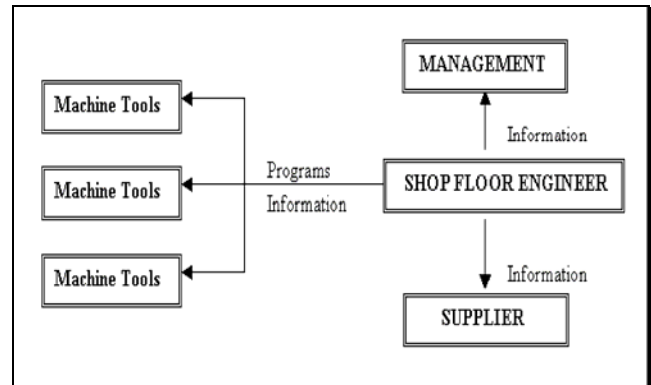 MANAGEMENT
Machine Tools
Information
Programs
Machine Tools
SHOP FLOOR ENGINEER
Information
Machine Tools
Information
SUPPLIER